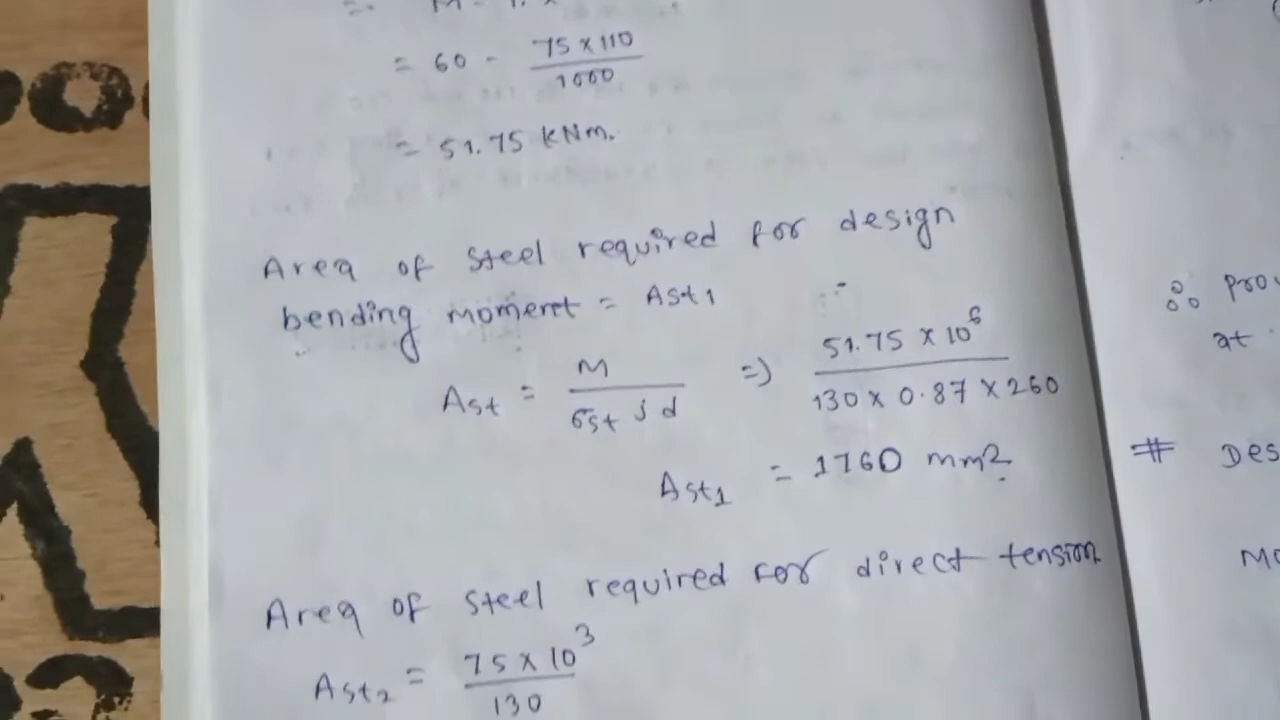 = 60 - 75 x 110 / 1000
= 51.75 kNm.
Area of steel required for design
bending moment = Ast1
Ast = M / σst j d => 51.75 x 10^6 / 130 x 0.87 x 260
Ast1 = 1760 mm2
Area of steel required for direct tension
Ast2 = 75 x 10^3 / 130
at
#